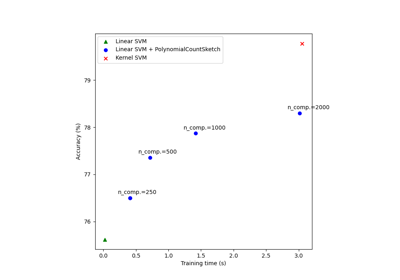 Linear SVM
Linear SVM + PolynomialCountSketch
Kernel SVM
79
n_comp.=2000
78
n_comp.=1000
n_comp.=500
77
n_comp.=250
76
Accuracy (%)
0.0 0.5 1.0 1.5 2.0 2.5 3.0
Training time (s)